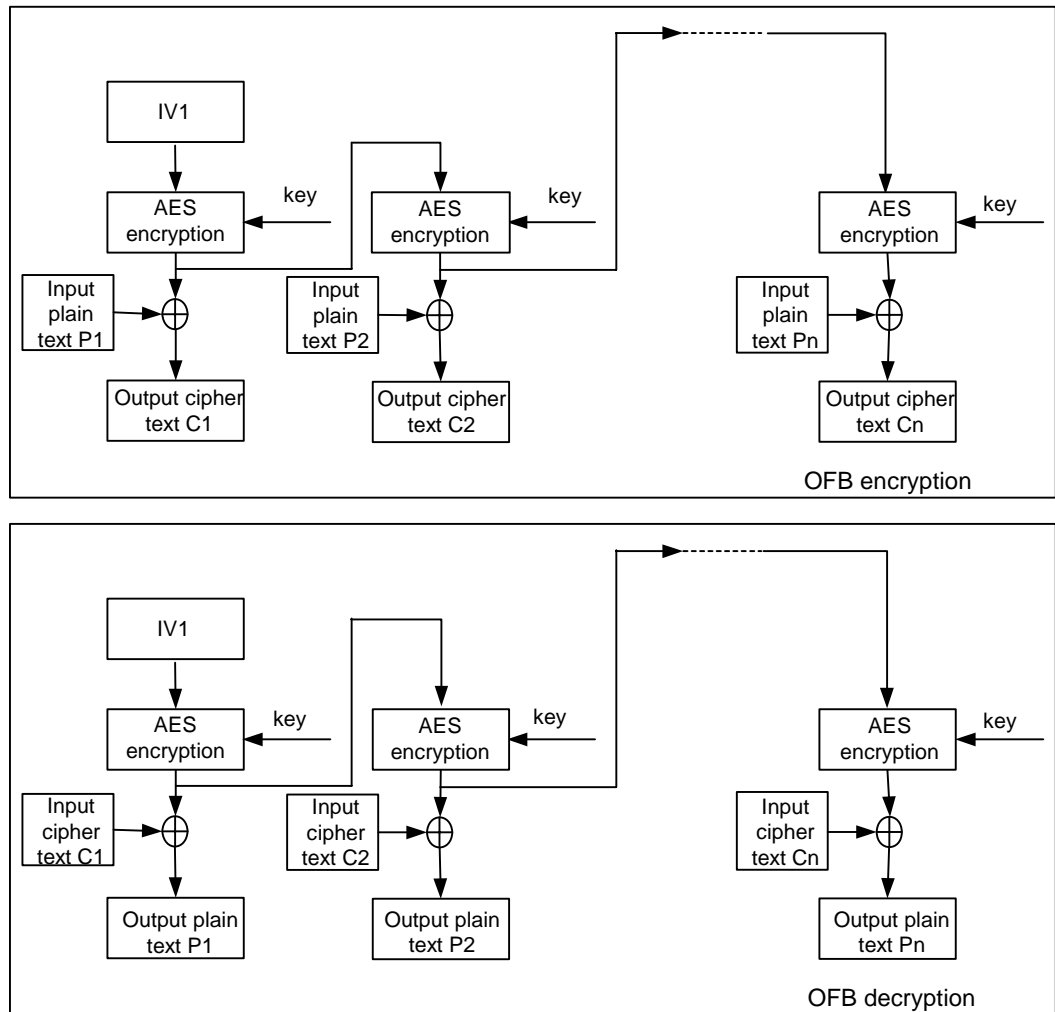 IV1
AES
encryption
key
AES
encryption
key
AES
encryption
key
Input
plain
text P1
Input
plain
text P2
Input
plain
text Pn
Output cipher
text C1
Output cipher
text C2
Output cipher
text Cn
OFB encryption
IV1
AES
encryption
key
AES
encryption
key
AES
encryption
key
Input
cipher
text C1
Input
cipher
text C2
Input
cipher
text Cn
Output plain
text P1
Output plain
text P2
Output plain
text Pn
OFB decryption